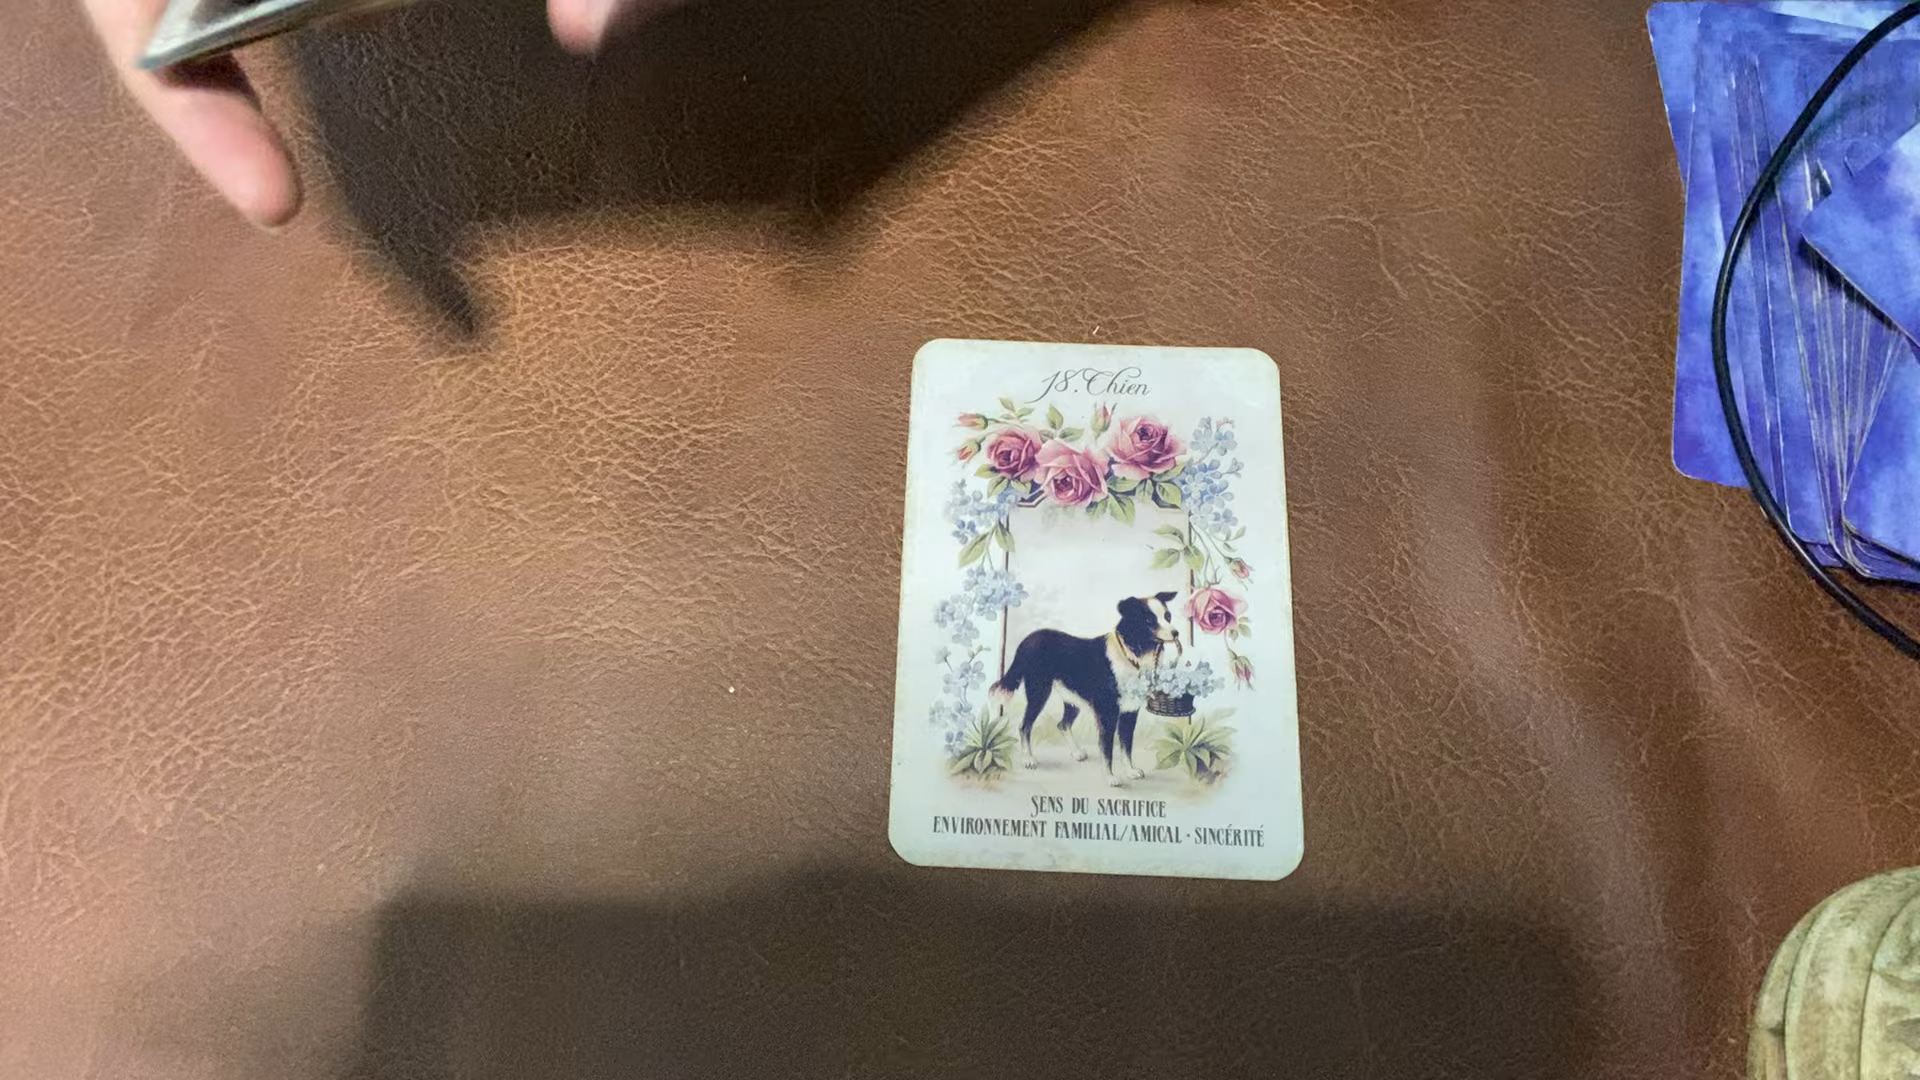 18. Chien
SENS DU SACRIFICE
ENVIRONNEMENT FAMILIAL/AMICAL • SINCÉRITÉ